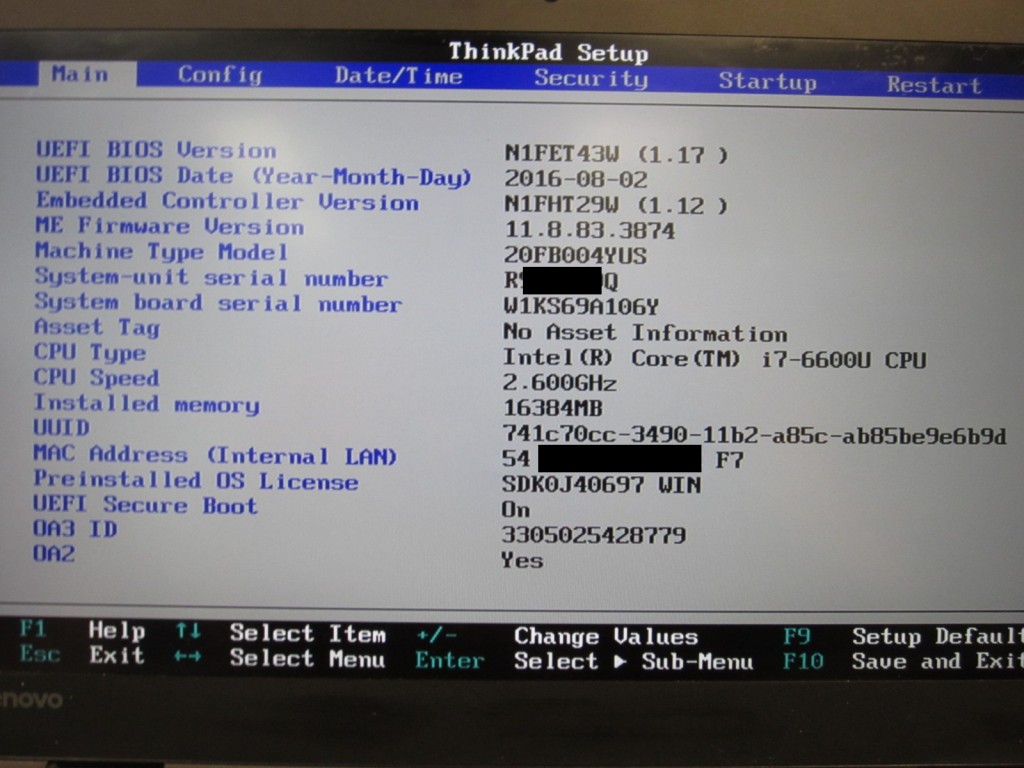 ThinkPad Setup
Main Config Date/Time Security Startup Restart
UEFI BIOS Version N1FET43W (1.17 )
UEFI BIOS Date (Year-Month-Day) 2016-08-02
Embedded Controller Version N1FHT29W (1.12 )
ME Firmware Version 11.8.83.3874
Machine Type Model 20FB004YUS
System-unit serial number R9 Q
System board serial number W1KS69A106Y
Asset Tag No Asset Information
CPU Type Intel(R) Core(TM) i7-6600U CPU
CPU Speed 2.600GHz
Installed memory 16384MB
UUID 741c70cc-3490-11b2-a85c-ab85be9e6b9d
MAC Address (Internal LAN) 54 F7
Preinstalled OS License SDK0J40697 WIN
UEFI Secure Boot On
OA3 ID 3305025428779
OA2 Yes
F1 Help ↑↓ Select Item +/- Change Values F9 Setup Default
Esc Exit ←→ Select Menu Enter Select ▶ Sub-Menu F10 Save and Exit
enovo